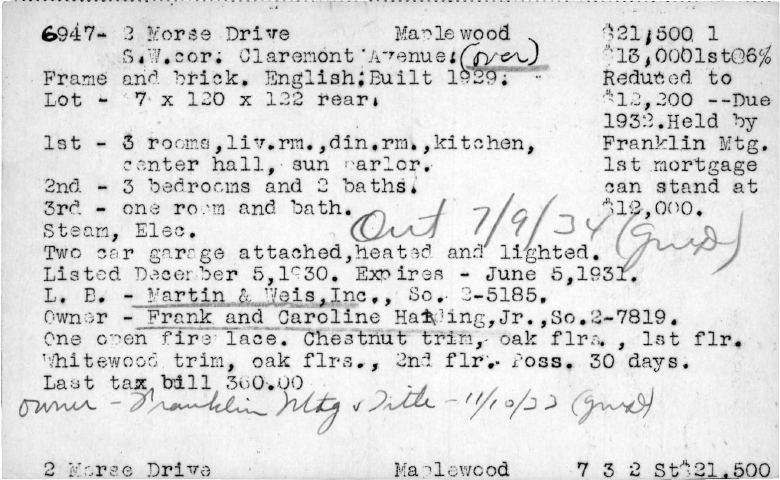 6947- 2 Morse Drive Maplewood $21,500 1
S.W.cor. Claremont Avenue. (over) $13,0001st@6%
Frame and brick. English. Built 1929. Reduced to
Lot - 7 x 120 x 122 rear. $12,200 --Due
1932. Held by
1st - 3 rooms,liv.rm.,din.rm.,kitchen, Franklin Mtg.
center hall, sun parlor. 1st mortgage
2nd - 3 bedrooms and 2 baths. can stand at
3rd - one room and bath. $12,000.
Steam, Elec. Out 7/9/34
Two car garage attached,heated and lighted.
Listed December 5,1930. Expires - June 5,1931.
L. B. - Martin & Weis,Inc., So. 2-5185.
Owner - Frank and Caroline Harding,Jr.,So.2-7819.
One open fire lace. Chestnut trim, oak flrs., 1st flr.
Whitewood trim, oak flrs., 2nd flr. Poss. 30 days.
Last tax bill 360.00
owner - Franklin Mtg & Title - 11/10/33
2 Morse Drive Maplewood 7 3 2 St $21,500